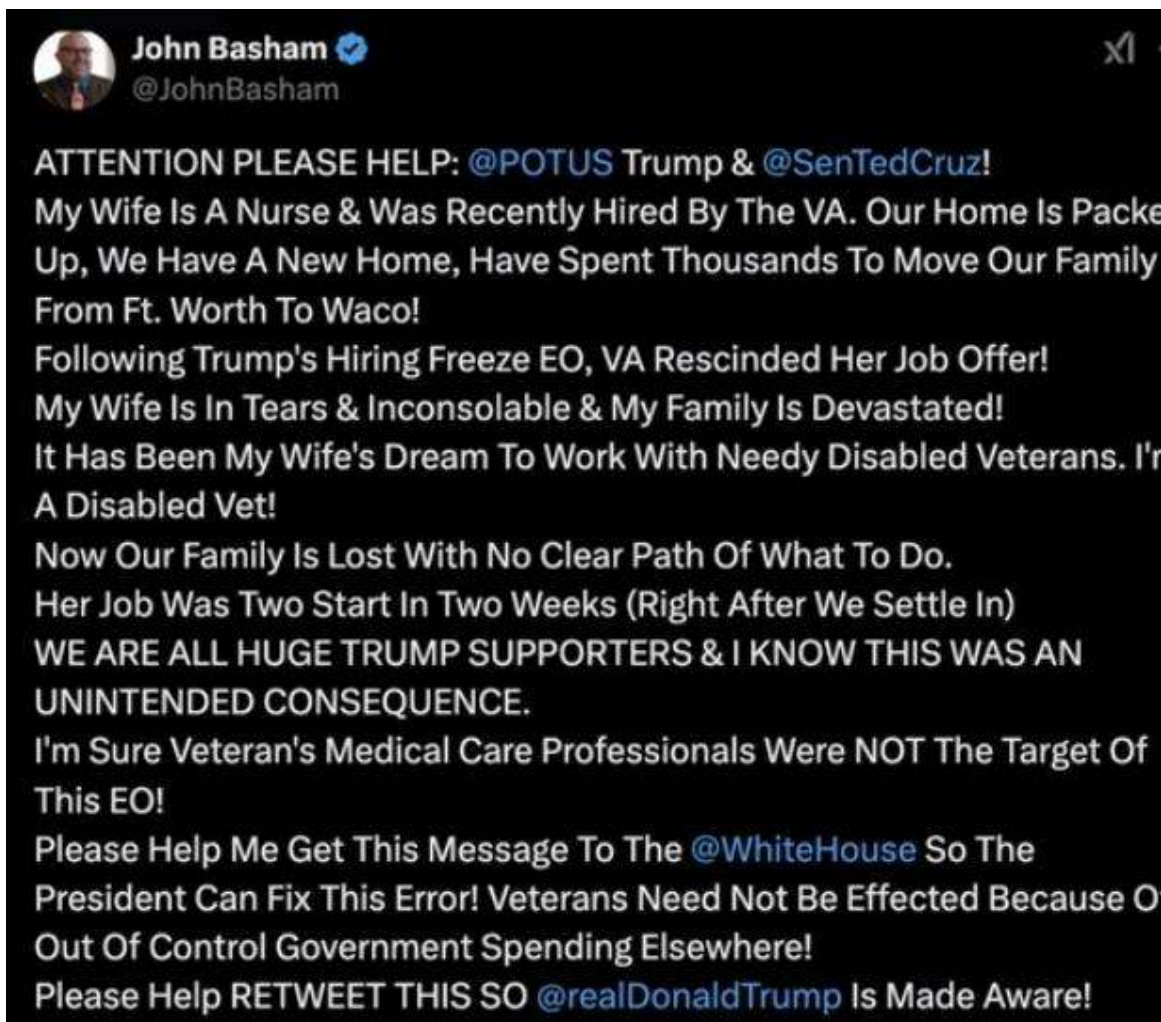 John Basham
@JohnBasham
ATTENTION PLEASE HELP: @POTUS Trump & @SenTedCruz!
My Wife Is A Nurse & Was Recently Hired By The VA. Our Home Is Packe
Up, We Have A New Home, Have Spent Thousands To Move Our Family
From Ft. Worth To Waco!
Following Trump's Hiring Freeze EO, VA Rescinded Her Job Offer!
My Wife Is In Tears & Inconsolable & My Family Is Devastated!
It Has Been My Wife's Dream To Work With Needy Disabled Veterans.
A Disabled Vet!
Now Our Family Is Lost With No Clear Path Of What To Do.
Her Job Was Two Start In Two Weeks (Right After We Settle In)
WE ARE ALL HUGE TRUMP SUPPORTERS & I KNOW THIS WAS AN
UNINTENDED CONSEQUENCE.
I'm Sure Veteran's Medical Care Professionals Were NOT The Target Of
This EO!
Please Help Me Get This Message To The @WhiteHouse So The
President Can Fix This Error! Veterans Need Not Be Effected Because O
Out Of Control Government Spending Elsewhere!
Please Help RETWEET THIS SO @realDonaldTrump Is Made Aware!